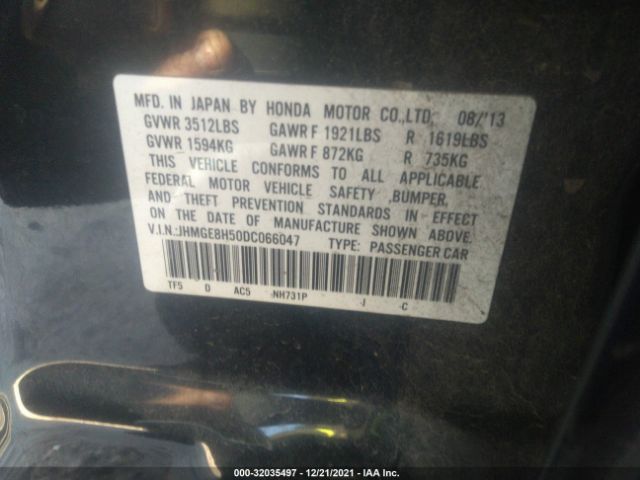 MFD. IN JAPAN BY HONDA MOTOR CO.,LTD. 08/'13
GVWR 3512LBS GAWR F 1921LBS R 1619LBS
GVWR 1594KG GAWR F 872KG R 735KG
THIS VEHICLE CONFORMS TO ALL APPLICABLE
FEDERAL MOTOR VEHICLE SAFETY ,BUMPER,
AND THEFT PREVENTION STANDARDS IN EFFECT
ON THE DATE OF MANUFACTURE SHOWN ABOVE.
V.I.N.:JHMGE8H50DC066047 TYPE: PASSENGER CAR
TF5 D AC5 -NH731P -I -C
000-32035497 - 12/21/2021 - IAA Inc.